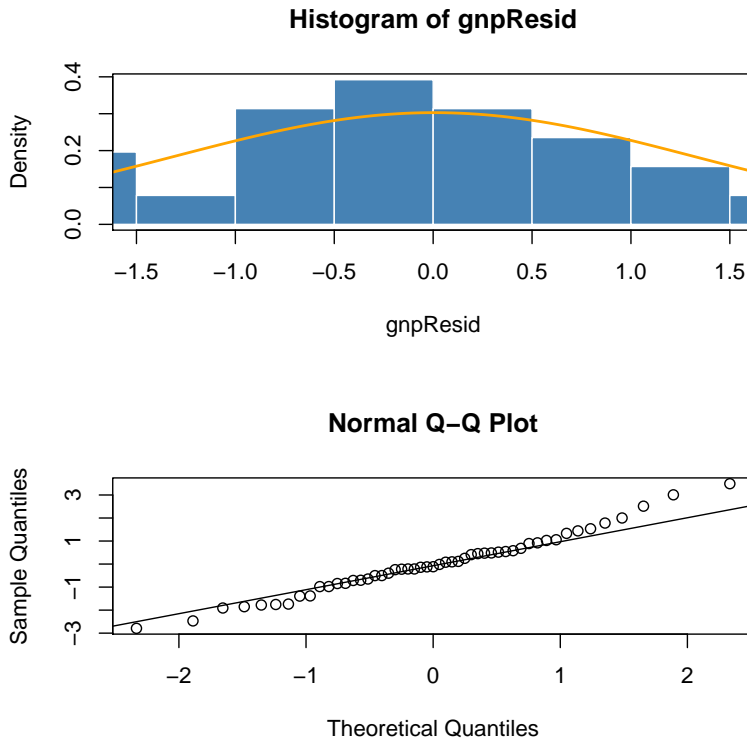 Histogram of gnpResid
Density
0.0 0.2 0.4
−1.5 −1.0 −0.5 0.0 0.5 1.0 1.5
gnpResid
Normal Q−Q Plot
Sample Quantiles
−3 −1 1 3
−2 −1 0 1 2
Theoretical Quantiles